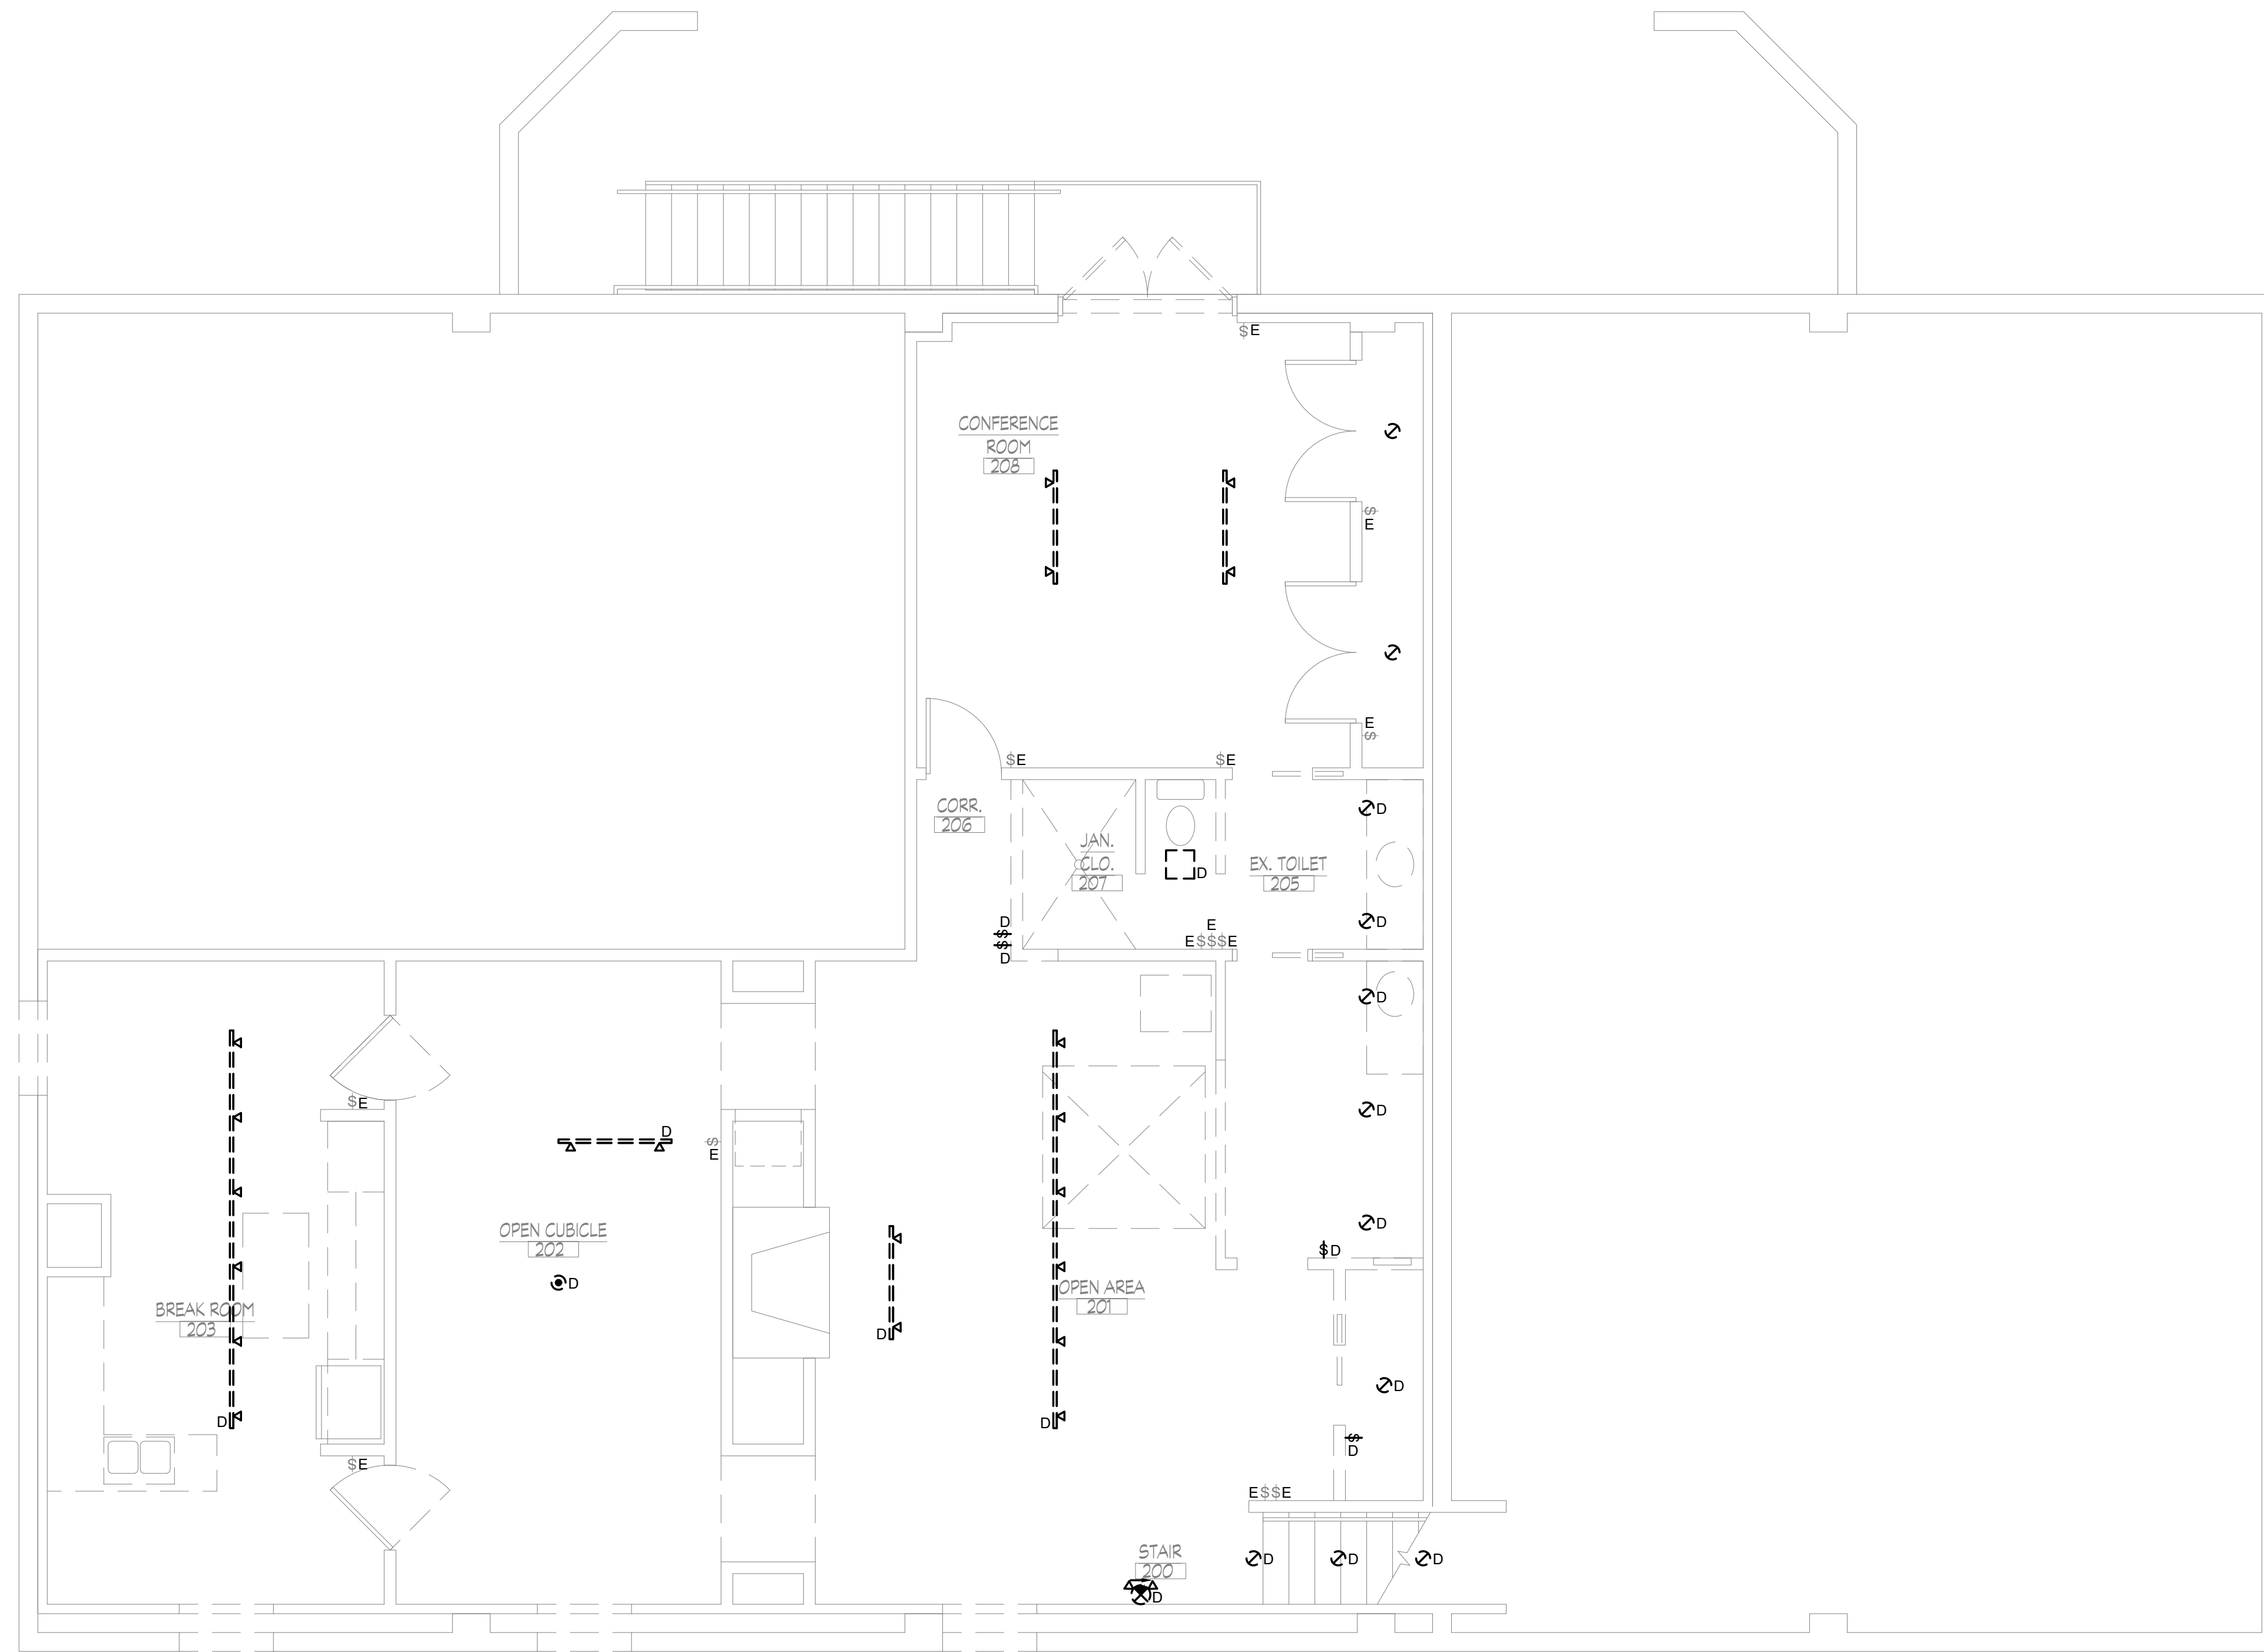 $E
CONFERENCE
ROOM
208
$
E
E
$
$E
$E
CORR.
206
D
JAN.
CLO.
207
D
EX. TOILET
205
D
D
$$
D
E
E$$$E
D
$E
D
$
E
D
D
OPEN CUBICLE
202
D
$D
OPEN AREA
201
BREAK ROOM
203
D
D
D
D
$
D
$E
E$$E
STAIR
200
D
D
D
D